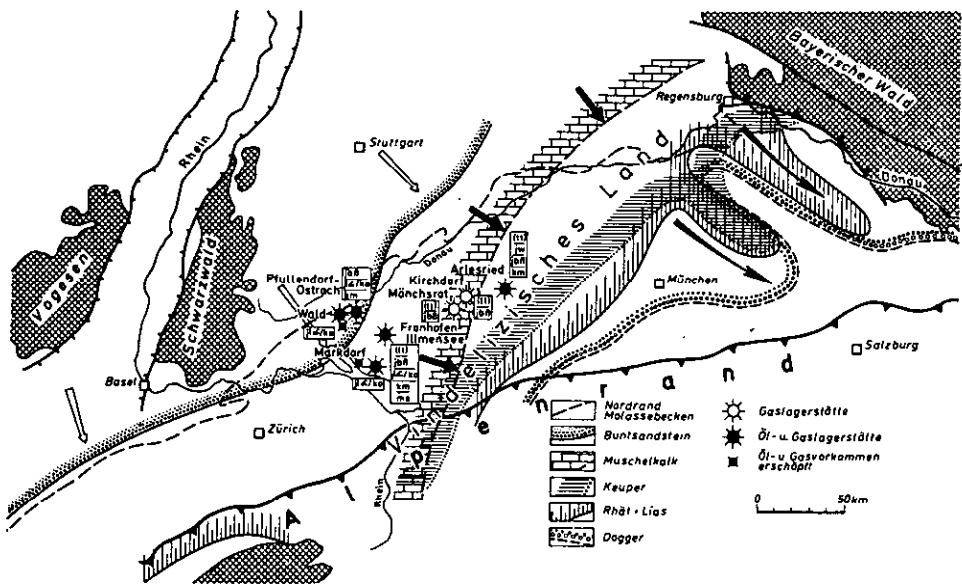 Bayerischer Wald
Regensburg
Donau
Rhein
Stuttgart
Vogesen
Schwarzwald
Vindelizisches Land
Donau
Pfullendorf-
Ostrach
Wald
Kirchdorf
Mönchsrot
Arlesried
Fronhofen-
Illmensee
Markdorf
München
Salzburg
Basel
Zürich
Rhein
Alpennrand
Nordrand
Molassebecken
Buntsandstein
Muschelkalk
Keuper
Rhät + Lias
Dogger
Gaslagerstätte
Öl- u. Gaslagerstätte
Öl- u. Gasvorkommen
erschöpft
0 50km